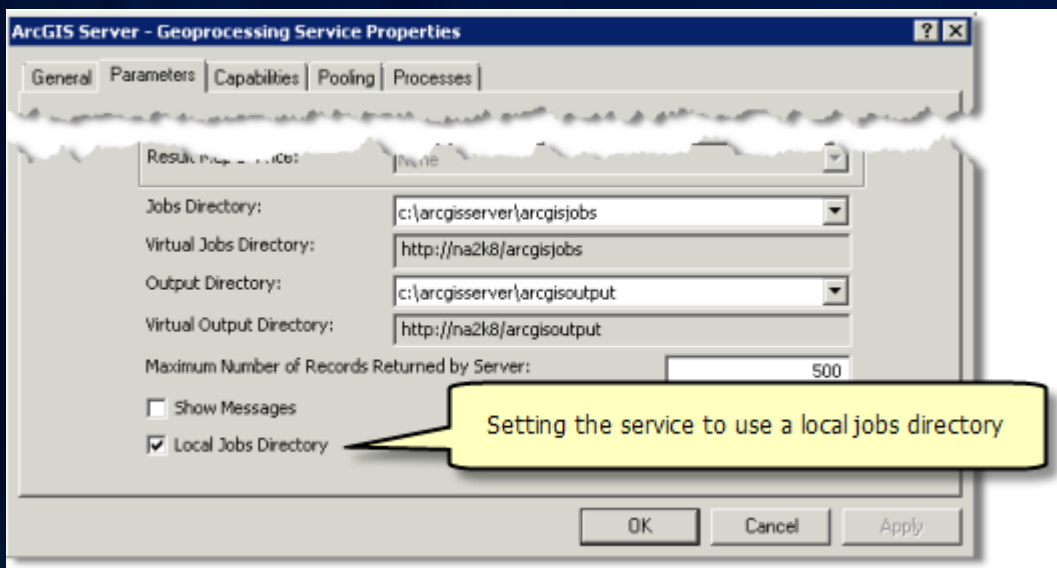 ArcGIS Server - Geoprocessing Service Properties
General Parameters Capabilities Pooling Processes
None
Jobs Directory: c:\arcgisserver\arcgisjobs
Virtual Jobs Directory: http://na2k8/arcgisjobs
Output Directory: c:\arcgisserver\arcgisoutput
Virtual Output Directory: http://na2k8/arcgisoutput
Maximum Number of Records Returned by Server: 500
Show Messages
Local Jobs Directory
Setting the service to use a local jobs directory
OK Cancel Apply